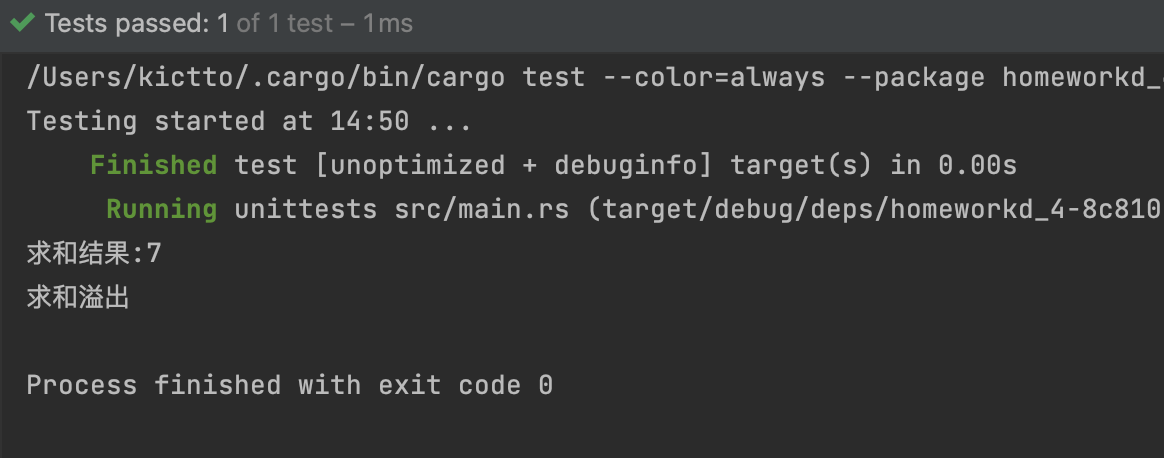 Tests passed: 1 of 1 test – 1ms
/Users/kictto/.cargo/bin/cargo test --color=always --package homeworkd_
Testing started at 14:50 ...
Finished test [unoptimized + debuginfo] target(s) in 0.00s
Running unittests src/main.rs (target/debug/deps/homeworkd_4-8c810
求和结果:7
求和溢出
Process finished with exit code 0